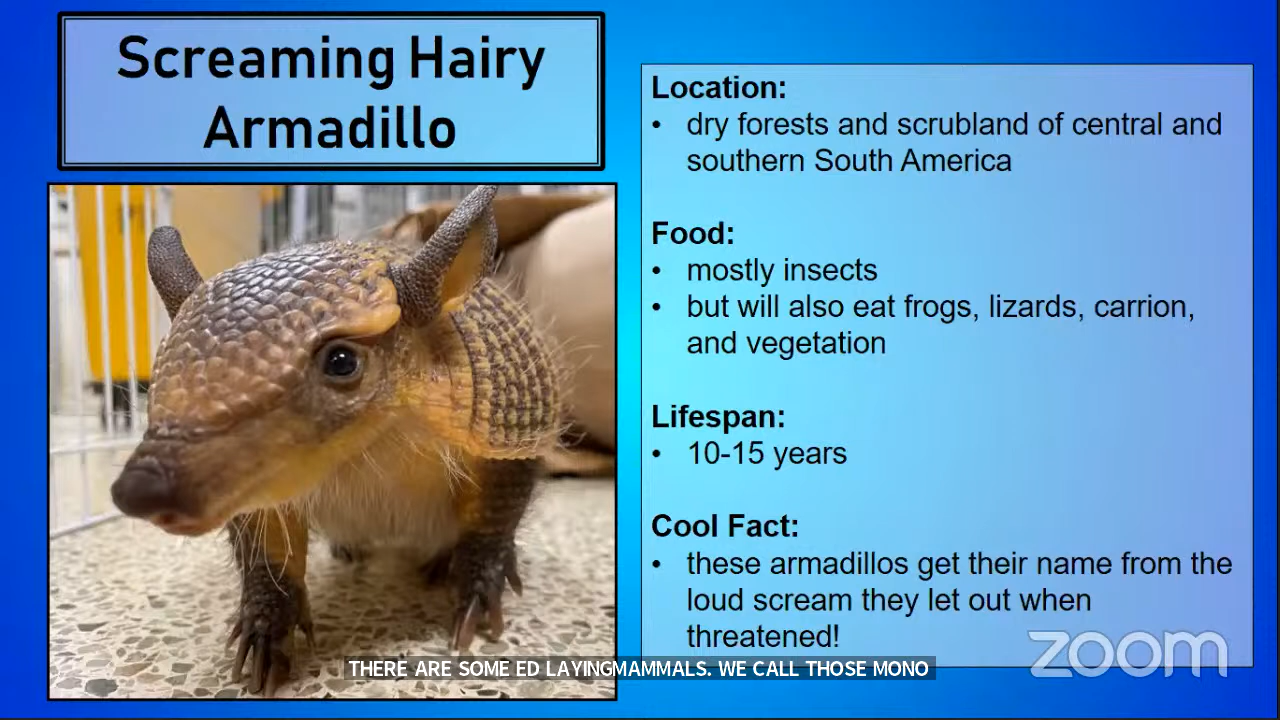 Screaming Hairy
Armadillo
Location:
• dry forests and scrubland of central and
southern South America
Food:
• mostly insects
• but will also eat frogs, lizards, carrion,
and vegetation
Lifespan:
• 10-15 years
Cool Fact:
• these armadillos get their name from the
loud scream they let out when
threatened!
zoom
THERE ARE SOME ED LAYINGMAMMALS. WE CALL THOSE MONO